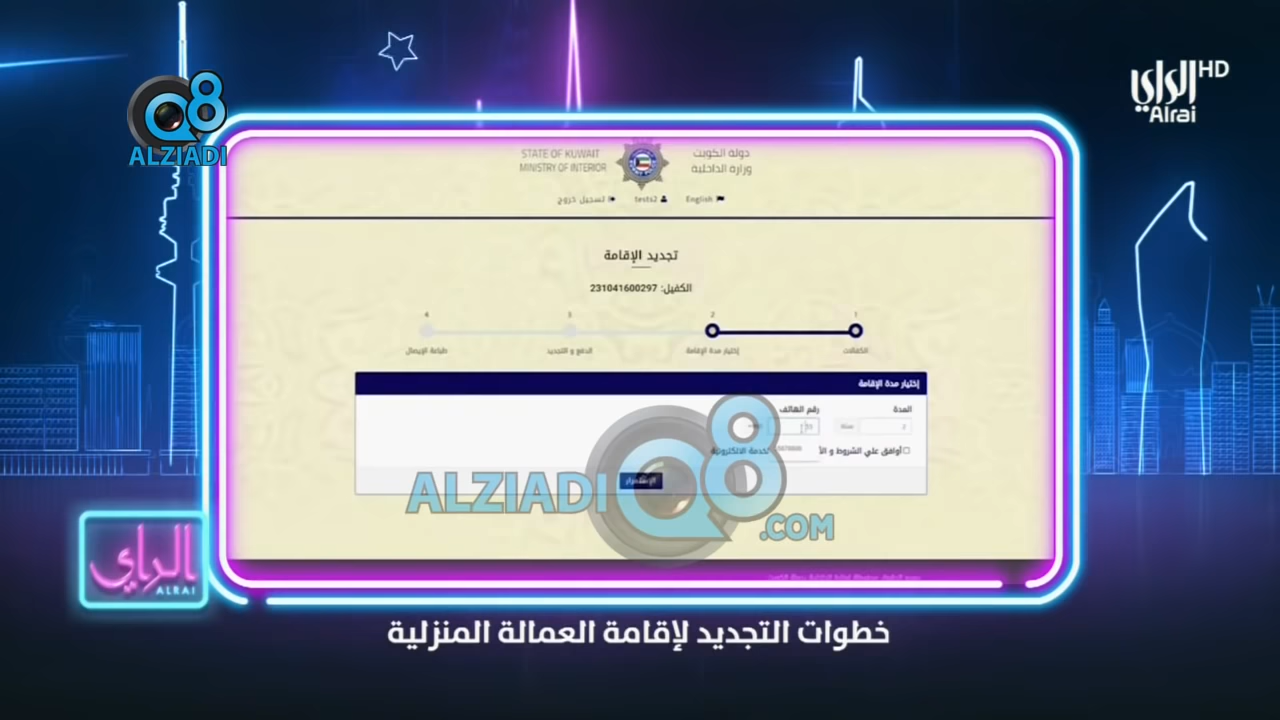 Q8
ALZIADI
الراي HD
Alrai
STATE OF KUWAIT
MINISTRY OF INTERIOR
دولة الكويت
وزارة الداخلية
English
tests2
تسجيل خروج
تجديد الإقامة
الكفيل: 231041600297
1
2
3
4
الكفالات
إختيار مدة الإقامة
الدفع و التجديد
طباعة الإيصال
إختيار مدة الإقامة
المدة
رقم الهاتف
2
سنة
أوافق علي الشروط و
الإستمرار
ALZIADI Q8 .COM
الراي
ALRAI
خطوات التجديد لإقامة العمالة المنزلية